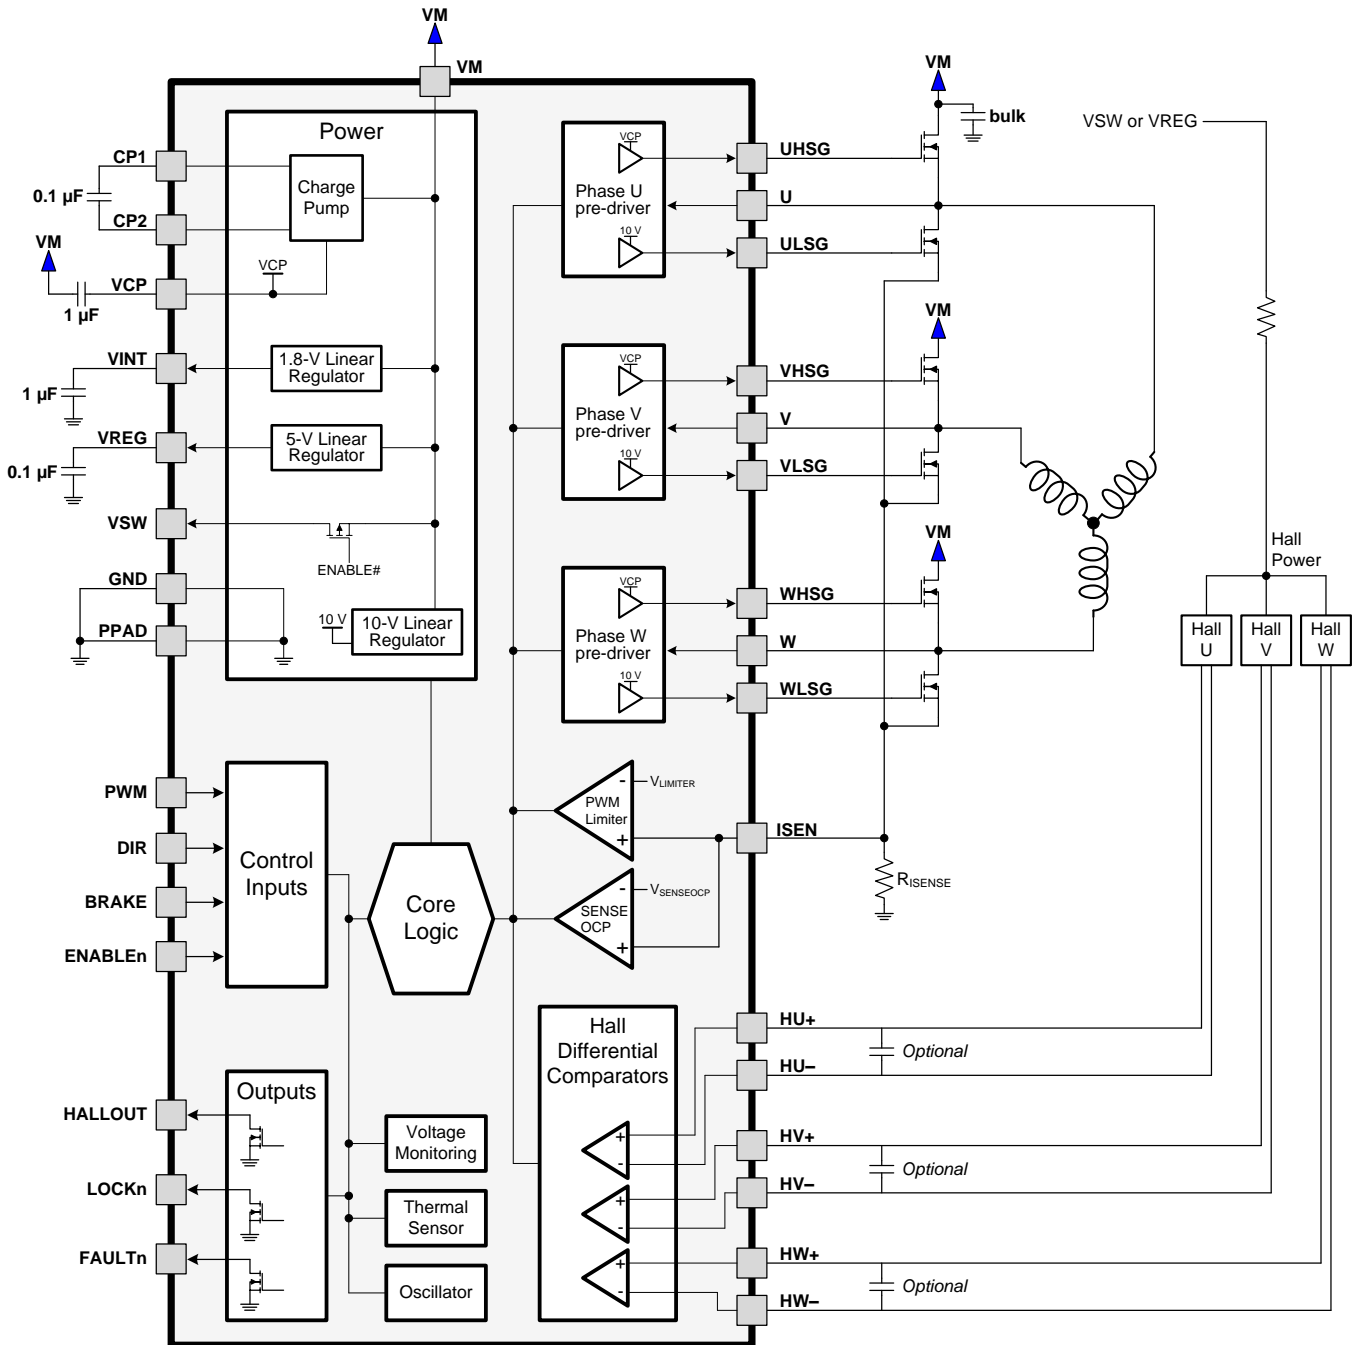 VM
VM
Power
CP1
0.1 µF
CP2
Charge
Pump
VM
VCP
1 µF
VCP
VINT
1 µF
1.8-V Linear
Regulator
VREG
0.1 µF
5-V Linear
Regulator
VSW
ENABLE#
GND
PPAD
10 V
10-V Linear
Regulator
VCP
Phase U
pre-driver
10 V
UHSG
U
ULSG
VM
bulk
VSW or VREG
VCP
Phase V
pre-driver
10 V
VHSG
V
VLSG
VM
VCP
Phase W
pre-driver
10 V
WHSG
W
WLSG
VM
Hall
Power
Hall
U
Hall
V
Hall
W
PWM
DIR
BRAKE
ENABLEn
Control
Inputs
Core
Logic
-
VLIMITER
PWM
Limiter
+
ISEN
RISENSE
-
VSENSEOCP
SENSE
OCP
+
Hall
Differential
Comparators
+
-
+
-
+
-
HU+
Optional
HU–
HV+
Optional
HV–
HW+
Optional
HW–
Outputs
HALLOUT
LOCKn
FAULTn
Voltage
Monitoring
Thermal
Sensor
Oscillator